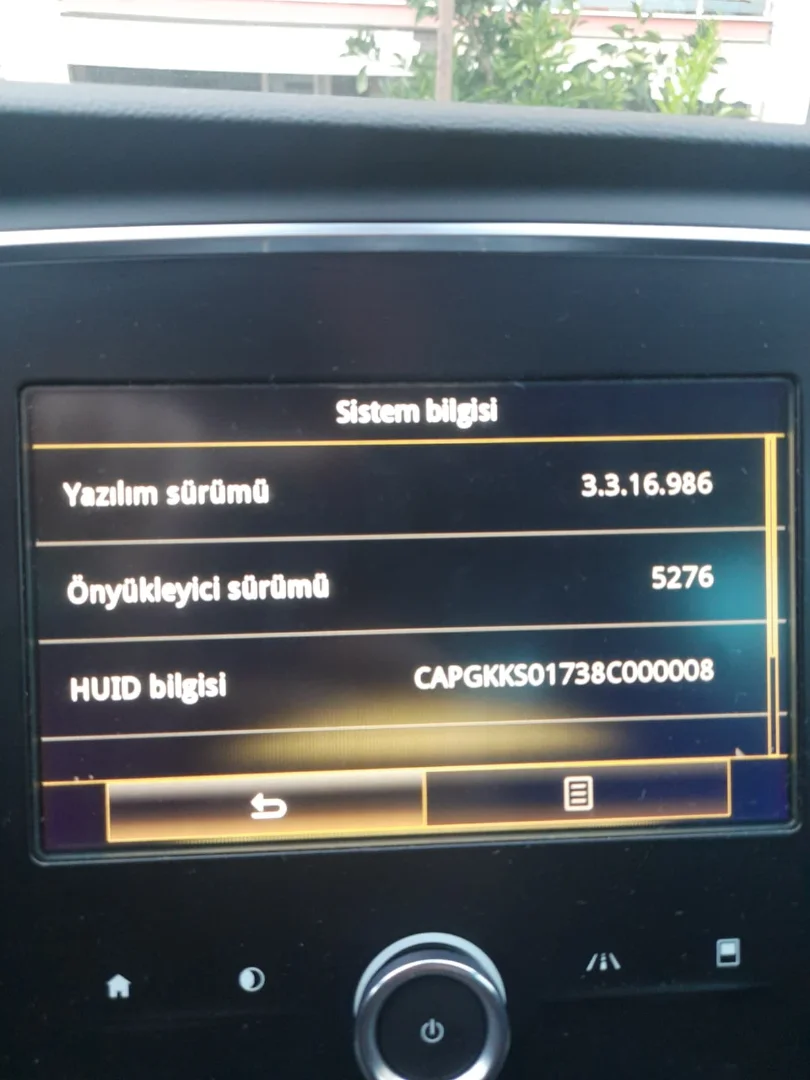 Sistem bilgisi
Yazılım sürümü 3.3.16.986
Önyükleyici sürümü 5276
HUID bilgisi CAPGKKS01738C000008